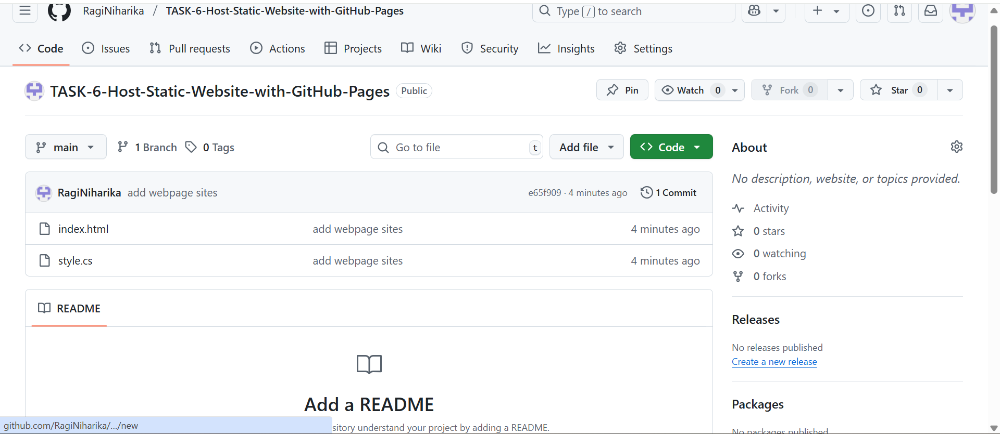 RagiNiharika / TASK-6-Host-Static-Website-with-GitHub-Pages
Type / to search
Code Issues Pull requests Actions Projects Wiki Security Insights Settings
TASK-6-Host-Static-Website-with-GitHub-Pages Public
Pin Watch 0 Fork 0 Star 0
main 1 Branch 0 Tags Go to file t Add file Code
RagiNiharika add webpage sites e65f909 · 4 minutes ago 1 Commit
index.html add webpage sites 4 minutes ago
style.cs add webpage sites 4 minutes ago
README
Add a README
sitory understand your project by adding a README.
About
No description, website, or topics provided.
Activity
0 stars
0 watching
0 forks
Releases
No releases published
Create a new release
Packages
No packages published
github.com/RagiNiharika/.../new